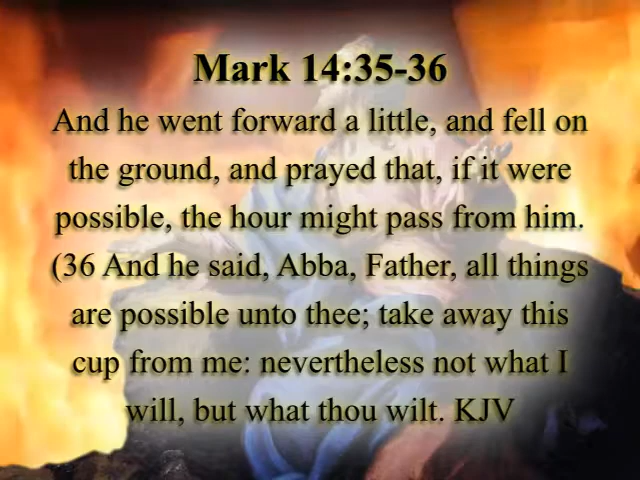 Mark 14:35-36
And he went forward a little, and fell on
the ground, and prayed that, if it were
possible, the hour might pass from him.
(36 And he said, Abba, Father, all things
are possible unto thee; take away this
cup from me: nevertheless not what I
will, but what thou wilt. KJV